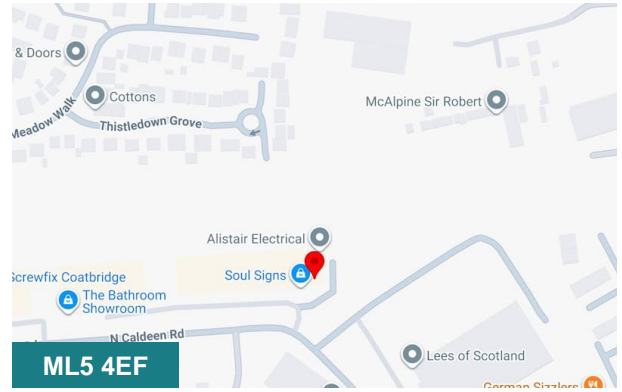 & Doors
Cottons
Meadow Walk
Thistledown Grove
McAlpine Sir Robert
Alistair Electrical
Soul Signs
Screwfix Coatbridge
The Bathroom
Showroom
N Caldeen Rd
Lees of Scotland
German Sizzlers
ML5 4EF